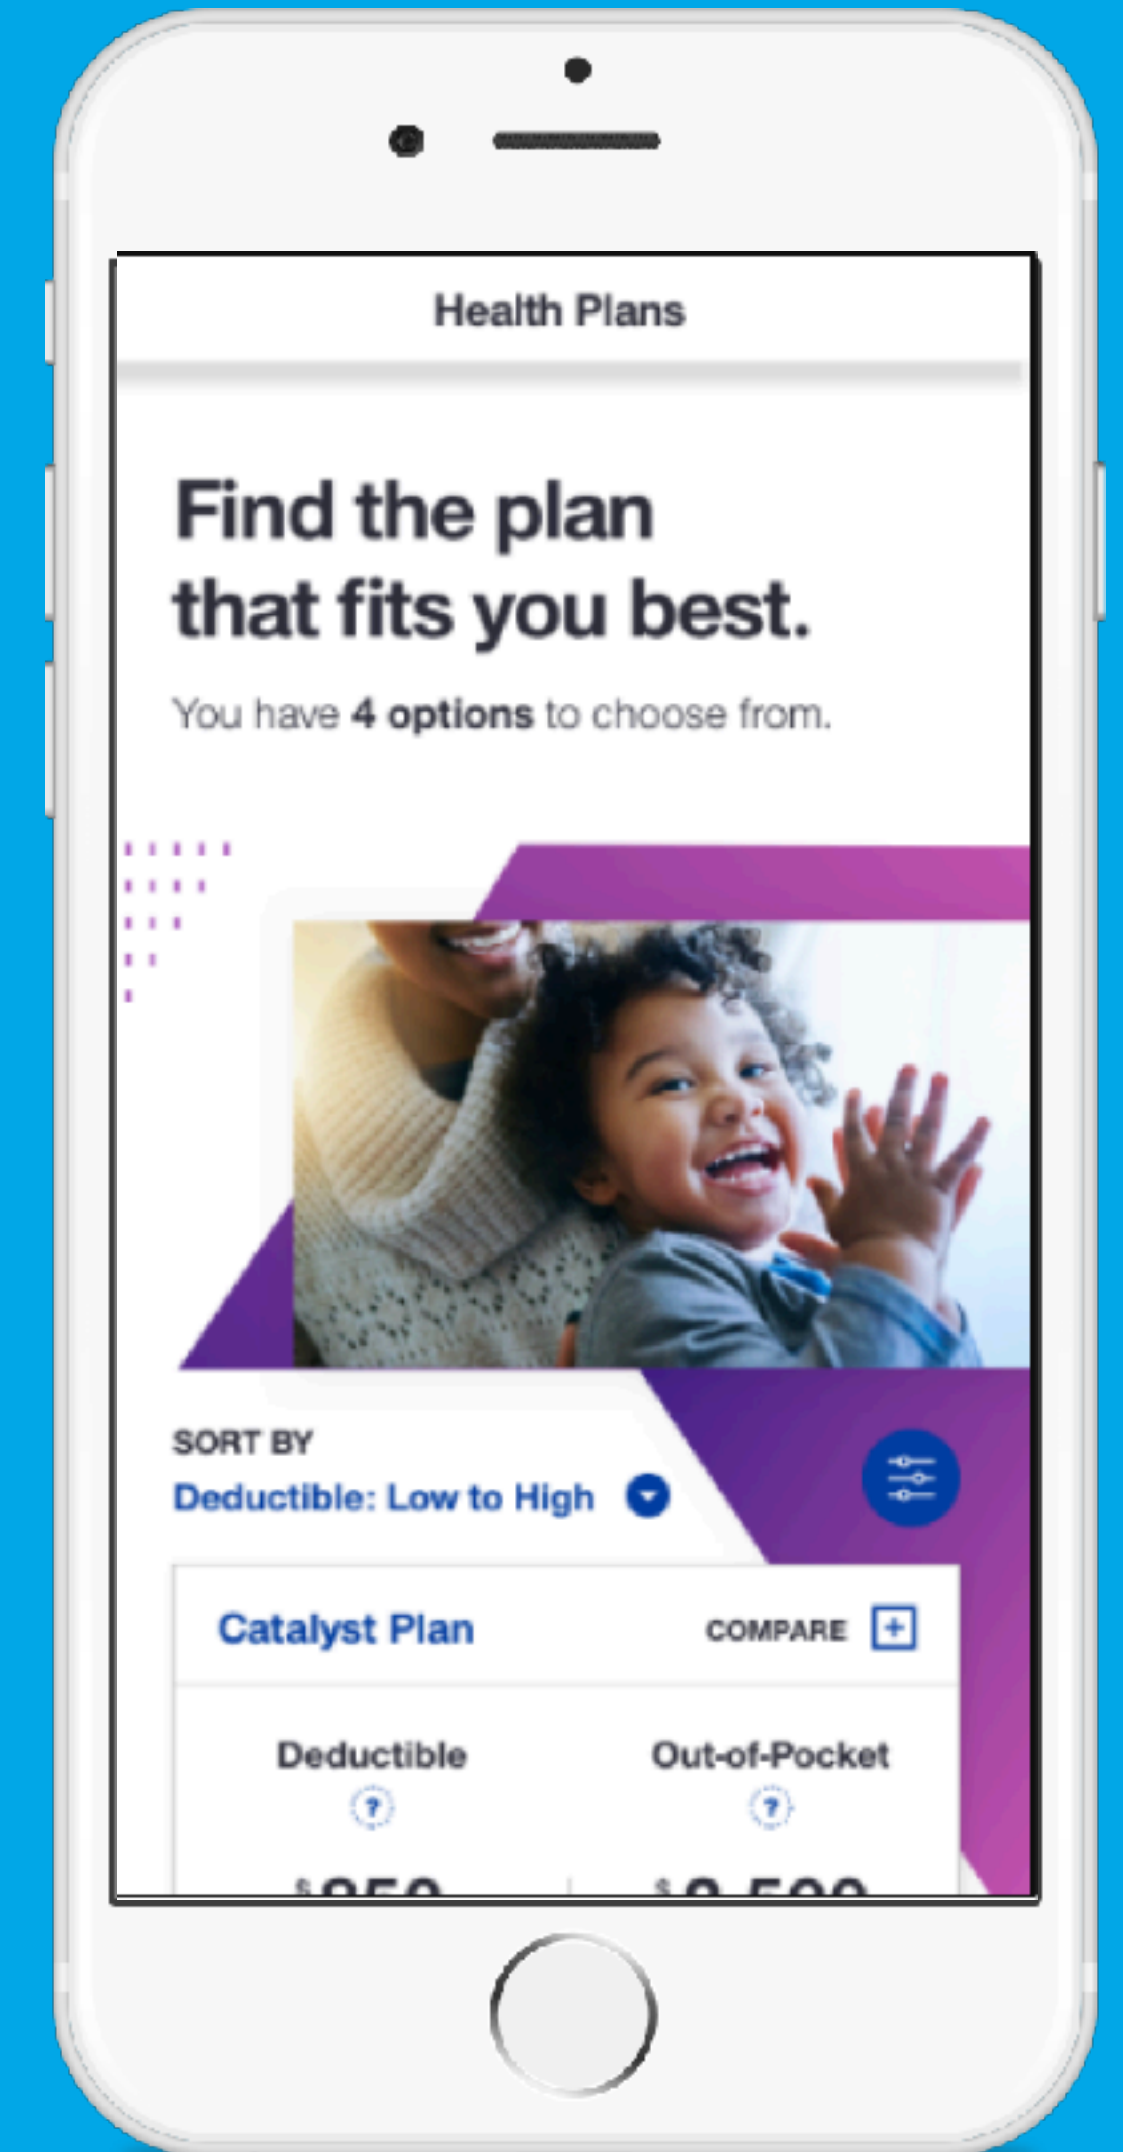 Health Plans
Find the plan
that fits you best.
You have 4 options to choose from.
SORT BY
Deductible: Low to High
Catalyst Plan
COMPARE
Deductible
Out-of-Pocket
?
?